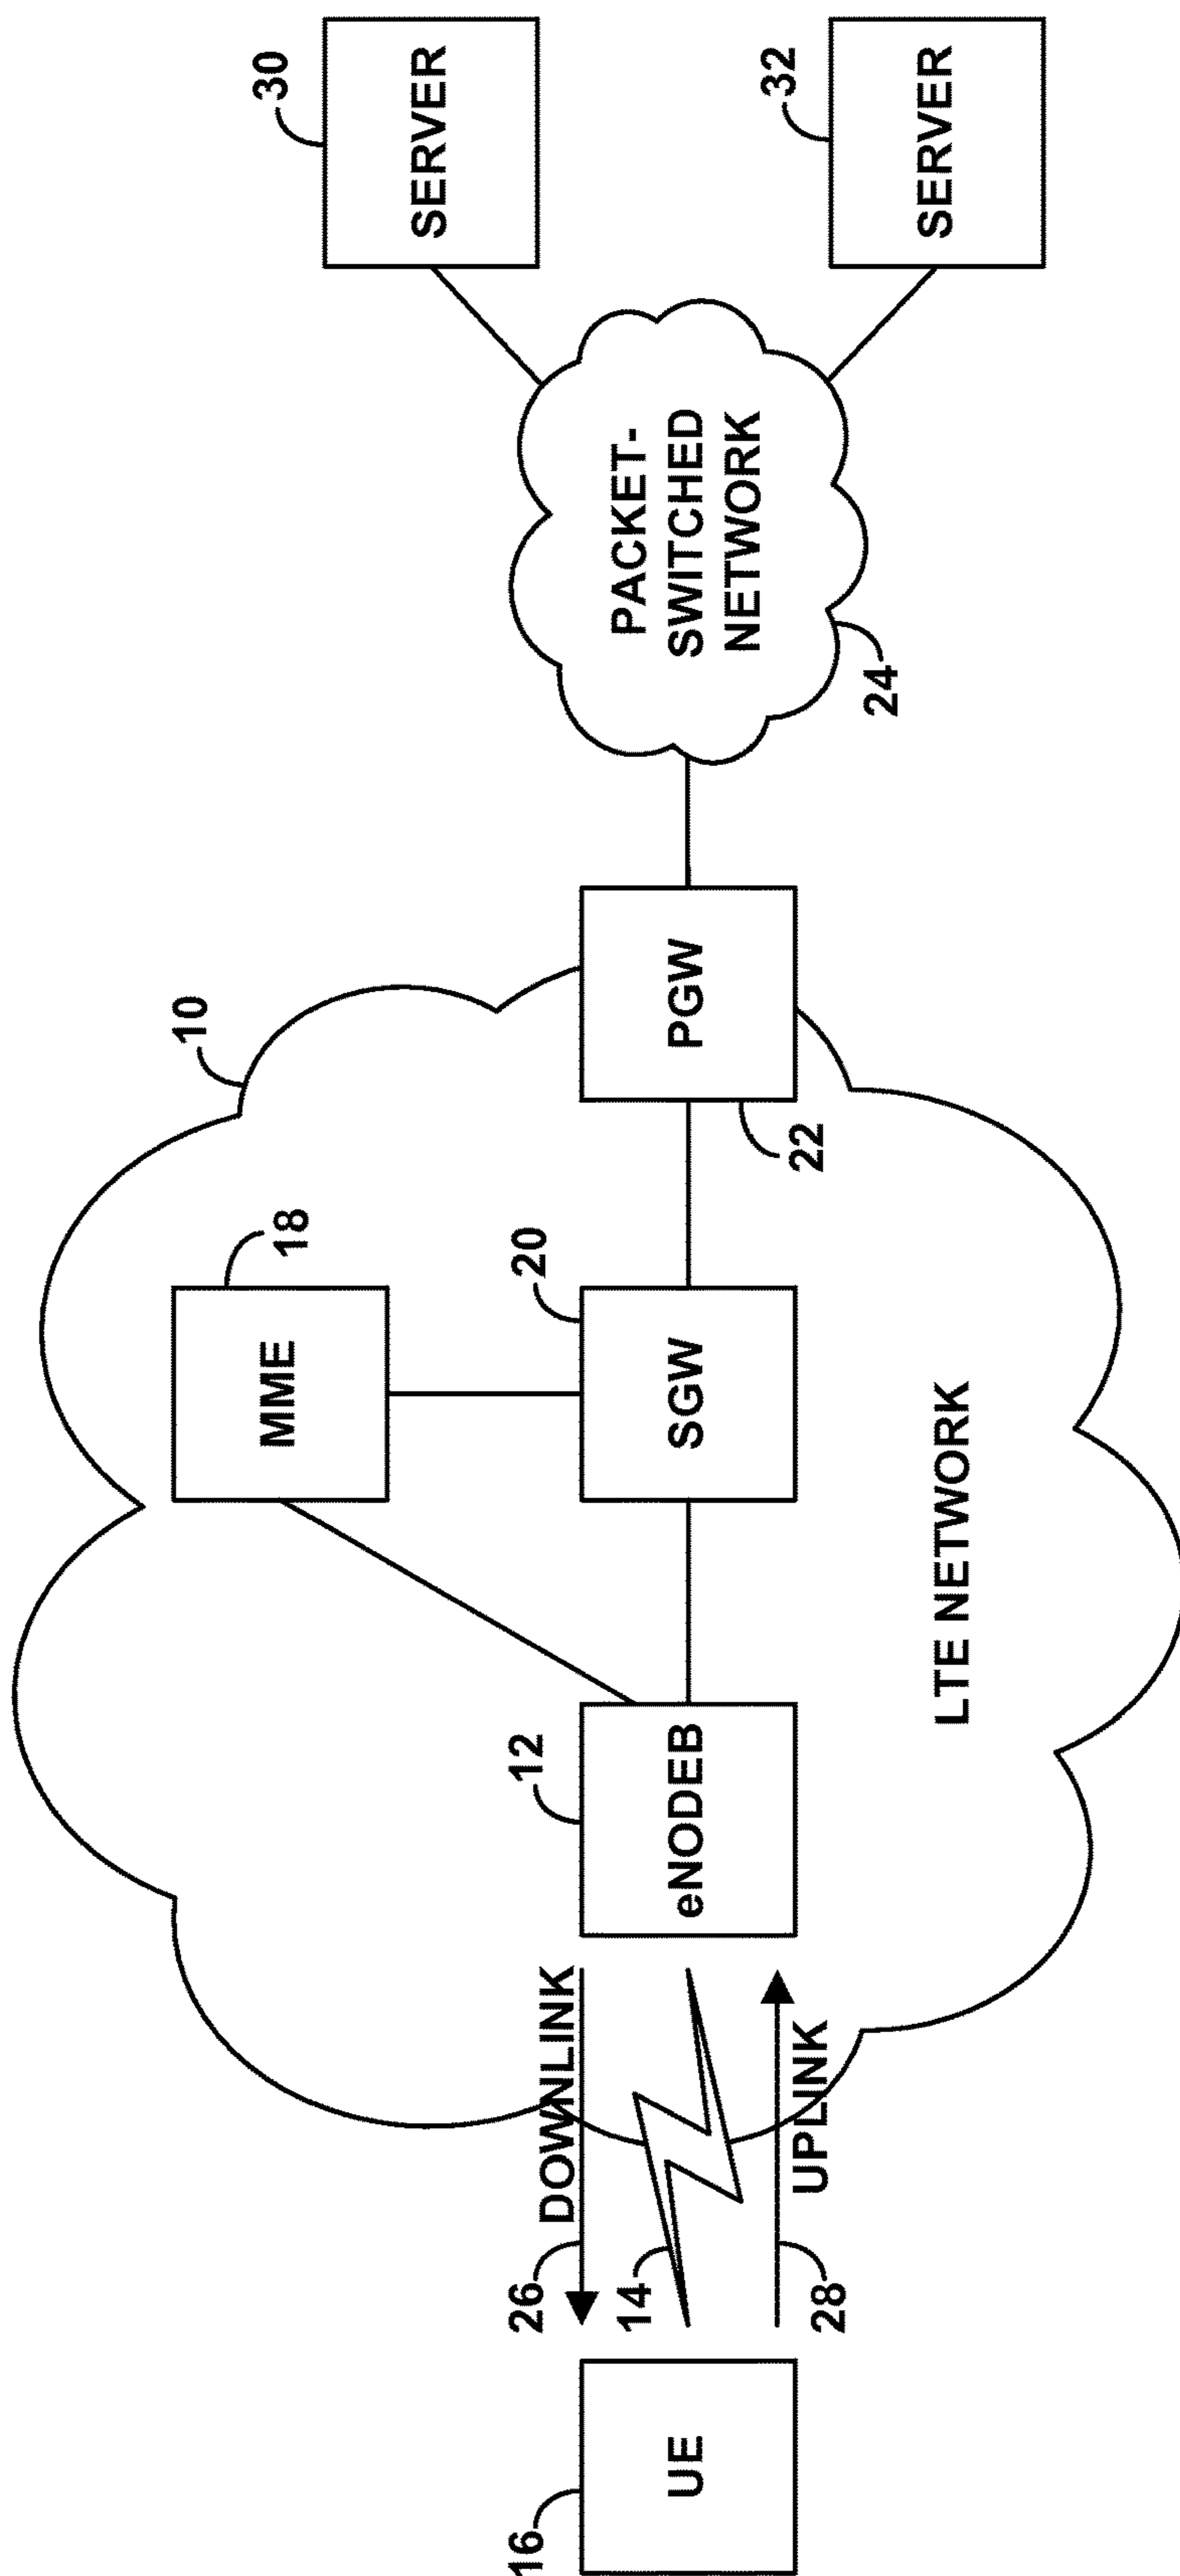 10
MME
18
LTE NETWORK
UE
16
DOWNLINK
26
14
UPLINK
28
eNODEB
12
SGW
20
PGW
22
PACKET-
SWITCHED
NETWORK
24
SERVER
30
SERVER
32